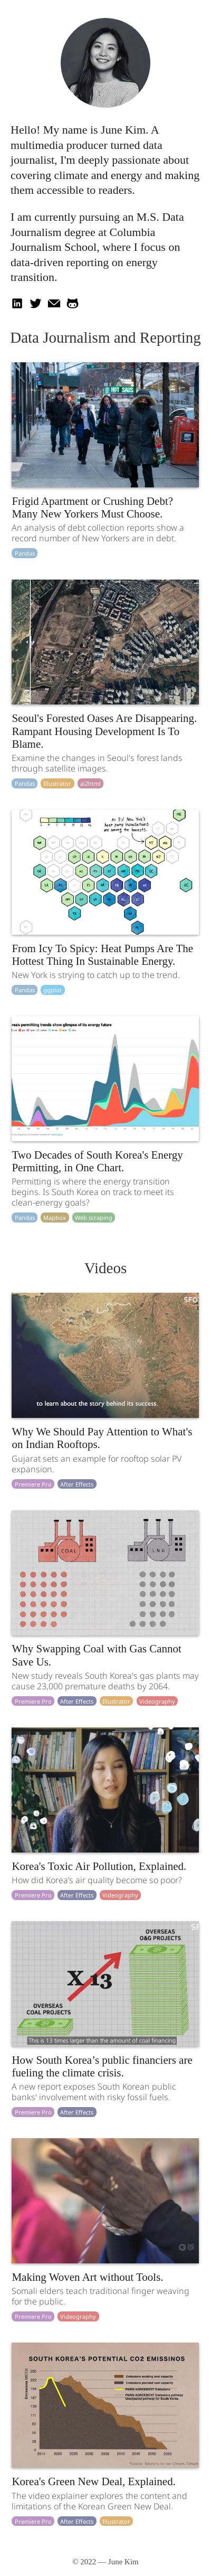 Hello! My name is June Kim. A
multimedia producer turned data
journalist, I'm deeply passionate about
covering climate and energy and making
them accessible to readers.
I am currently pursuing an M.S. Data
Journalism degree at Columbia
Journalism School, where I focus on
data-driven reporting on energy
transition.
Data Journalism and Reporting
Frigid Apartment or Crushing Debt?
Many New Yorkers Must Choose.
An analysis of debt collection reports show a
record number of New Yorkers are in debt.
Pandas
Seoul's Forested Oases Are Disappearing.
Rampant Housing Development Is To
Blame.
Examine the changes in Seoul's forest lands
through satellite images.
Pandas Illustrator ai2html
From Icy To Spicy: Heat Pumps Are The
Hottest Thing In Sustainable Energy.
New York is strying to catch up to the trend.
Pandas ggplot
Two Decades of South Korea's Energy
Permitting, in One Chart.
Permitting is where the energy transition
begins. Is South Korea on track to meet its
clean-energy goals?
Pandas Mapbox Web scraping
Videos
SFOC
to learn about the story behind its success.
Why We Should Pay Attention to What's
on Indian Rooftops.
Gujarat sets an example for rooftop solar PV
expansion.
Premiere Pro After Effects
COAL LNG
Why Swapping Coal with Gas Cannot
Save Us.
New study reveals South Korea's gas plants may
cause 23,000 premature deaths by 2064.
Premiere Pro After Effects Illustrator Videography
Korea's Toxic Air Pollution, Explained.
How did Korea's air quality become so poor?
Premiere Pro After Effects Videography
OVERSEAS
O&G PROJECTS
X 13
OVERSEAS
COAL PROJECTS
This is 13 times larger than the amount of coal financing
How South Korea’s public financiers are
fueling the climate crisis.
A new report exposes South Korean public
banks' involvement with risky fossil fuels.
Premiere Pro After Effects
Making Woven Art without Tools.
Somali elders teach traditional finger weaving
for the public.
Premiere Pro Videography
SOUTH KOREA'S POTENTIAL CO2 EMISSINOS
Korea's Green New Deal, Explained.
The video explainer explores the content and
limitations of the Korean Green New Deal.
Premiere Pro After Effects Illustrator
© 2022 — June Kim